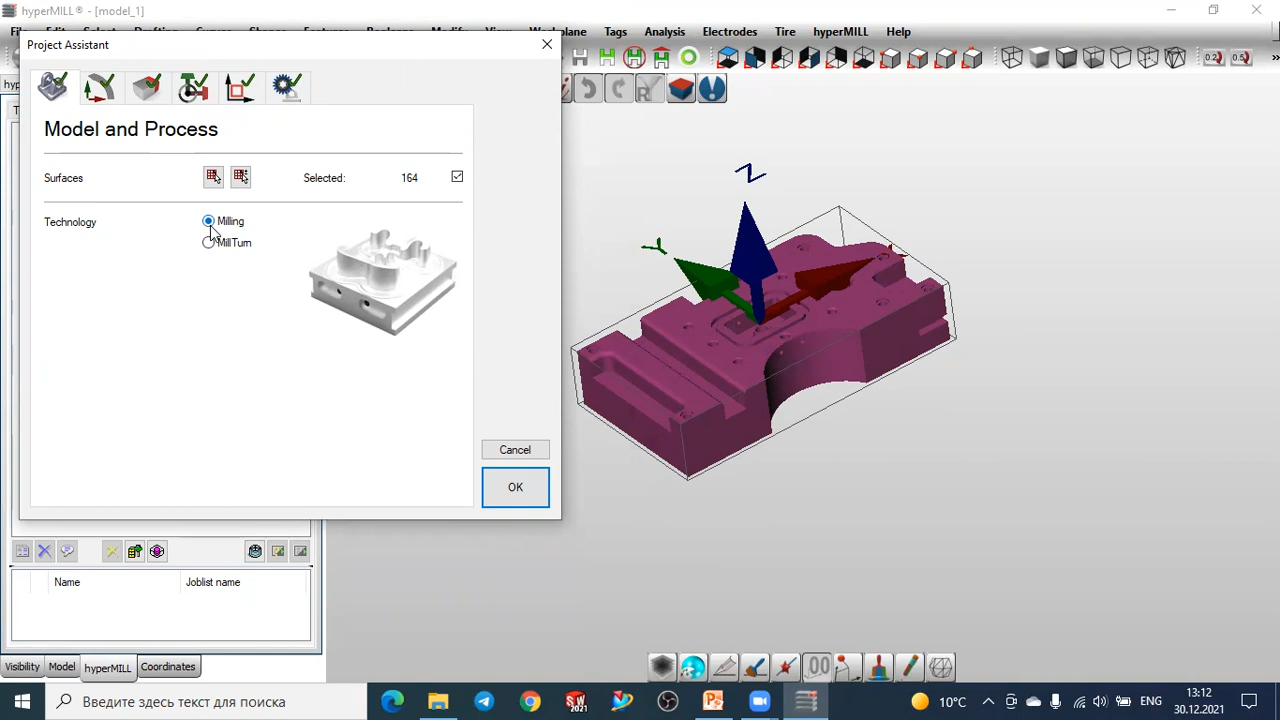 hyperMILL® - [model_1]
Tags Analysis Electrodes Tire hyperMILL Help
Project Assistant
Model and Process
Surfaces
Selected: 164
Technology
Milling
MillTurn
Cancel
OK
Z
Y
Name
Joblist name
Visibility
Model
hyperMILL
Coordinates
Введите здесь текст для поиска
10°C
ENG
13:12
30.12.2021